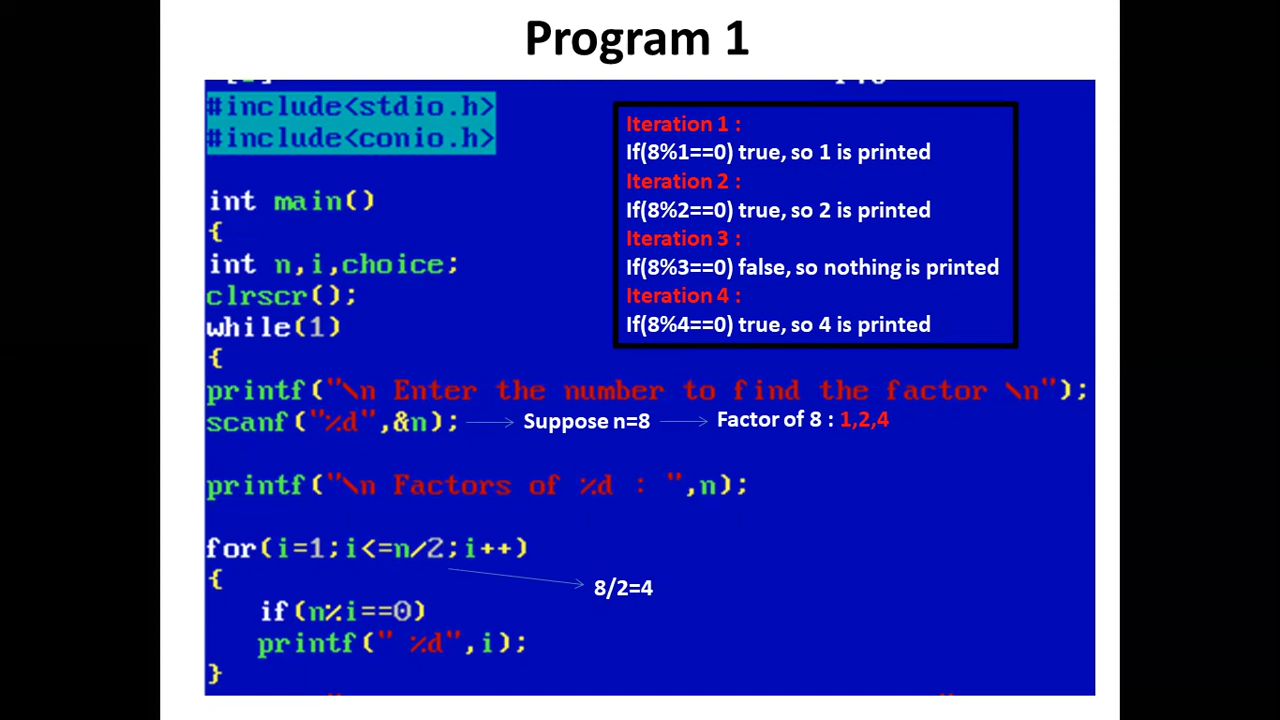 Program 1
#include<stdio.h>
#include<conio.h>
int main()
{
int n,i,choice;
clrscr();
while(1)
{
printf("\n Enter the number to find the factor \n");
scanf("%d",&n);
Suppose n=8
Factor of 8 : 1,2,4
printf("\n Factors of %d : ",n);
for(i=1;i<=n/2;i++)
{
8/2=4
if(n%i==0)
printf(" %d",i);
}
Iteration 1 :
If(8%1==0) true, so 1 is printed
Iteration 2 :
If(8%2==0) true, so 2 is printed
Iteration 3 :
If(8%3==0) false, so nothing is printed
Iteration 4 :
If(8%4==0) true, so 4 is printed